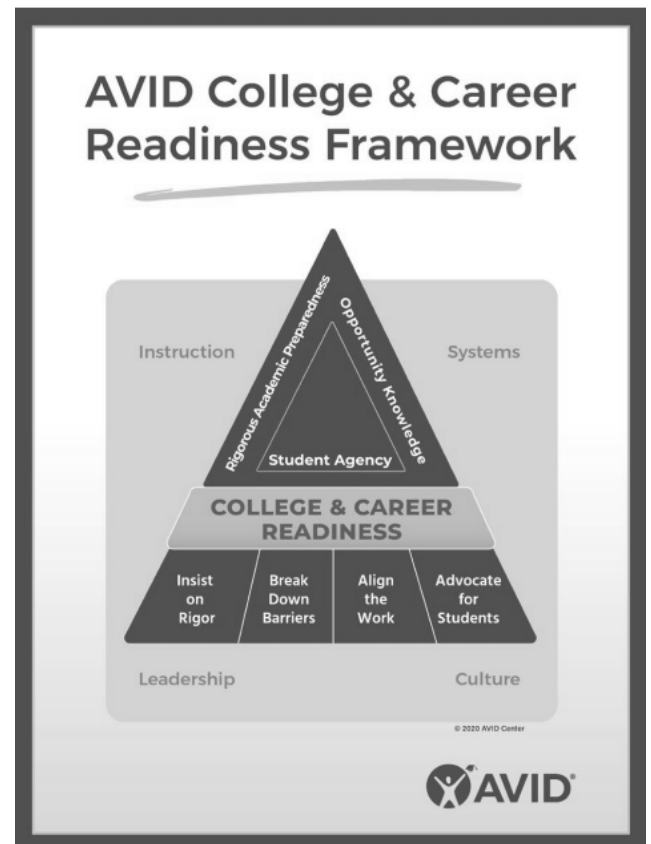 AVID College & Career
Readiness Framework
Instruction
Systems
Rigorous Academic Preparedness
Opportunity Knowledge
Student Agency
COLLEGE & CAREER
READINESS
Insist
on
Rigor
Break
Down
Barriers
Align
the
Work
Advocate
for
Students
Leadership
Culture
© 2020 AVID Center
AVID®